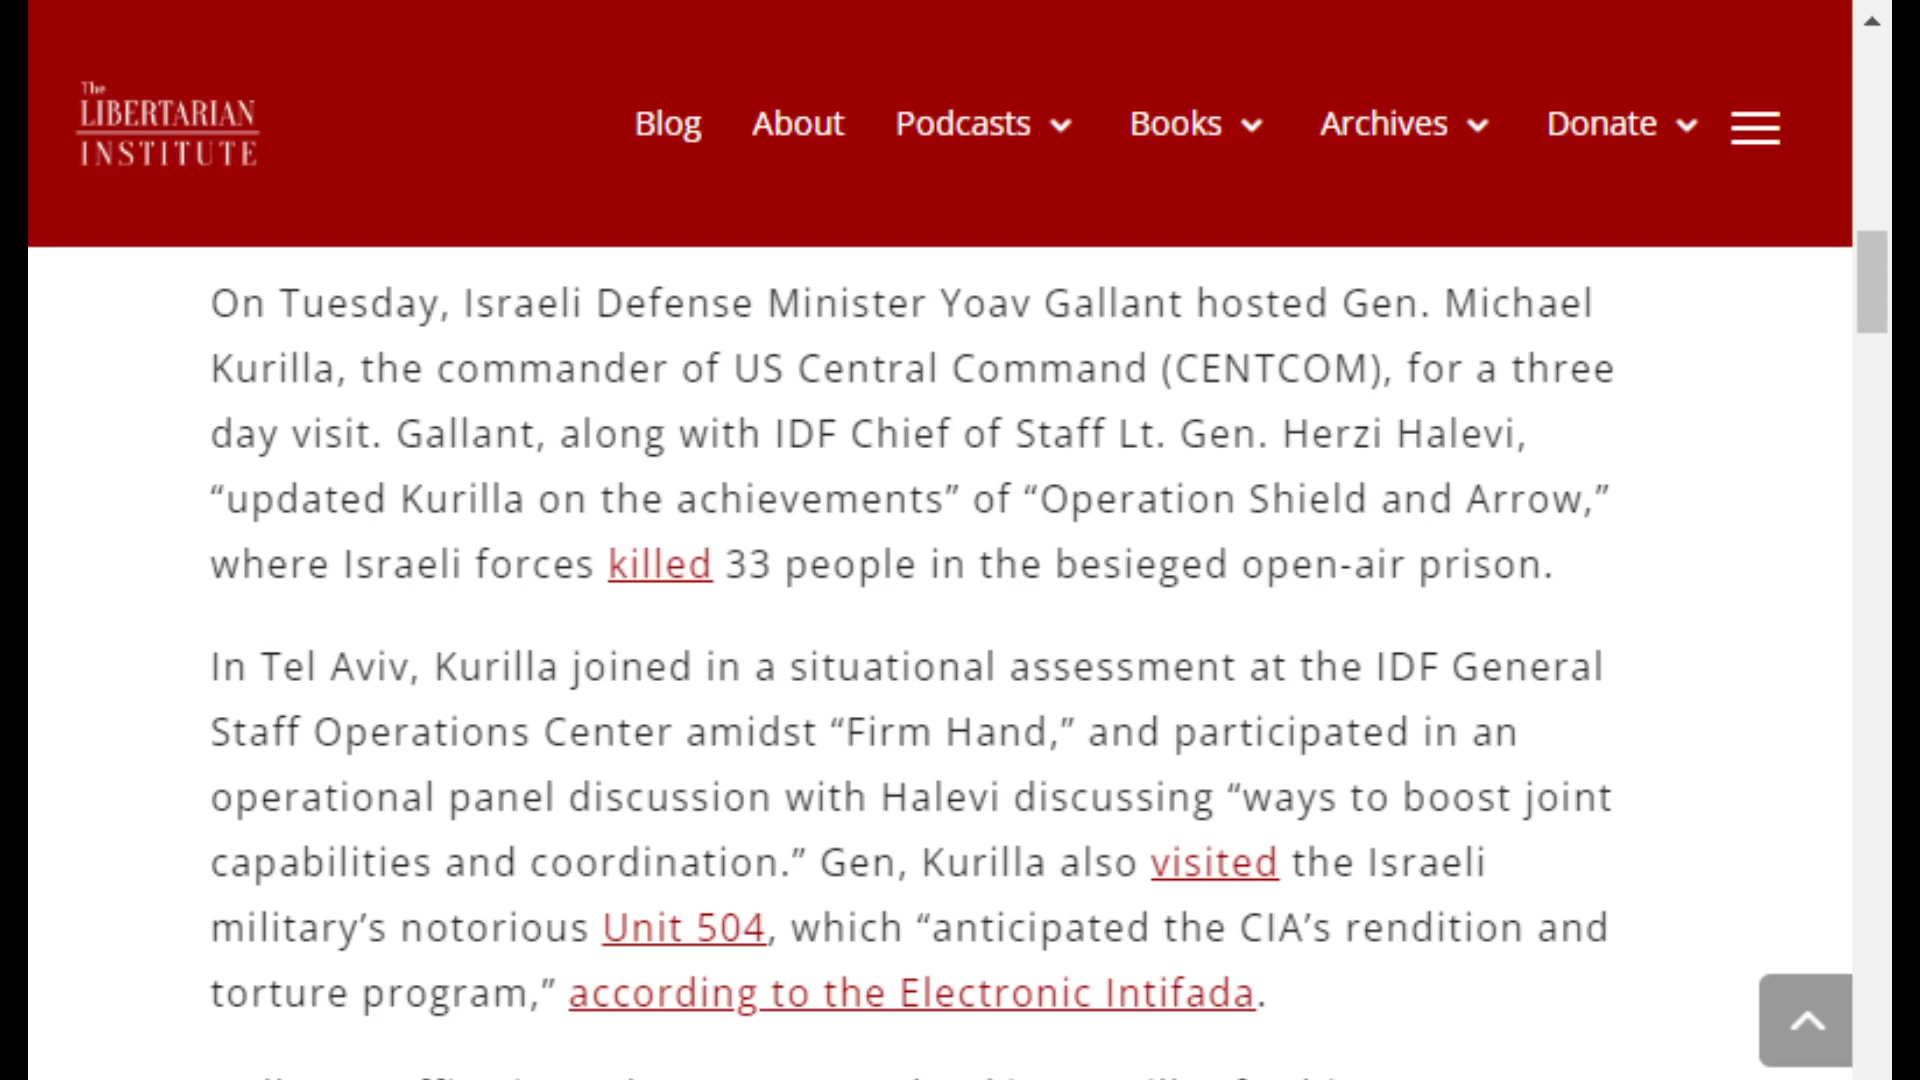 The
LIBERTARIAN
INSTITUTE
Blog About Podcasts Books Archives Donate
On Tuesday, Israeli Defense Minister Yoav Gallant hosted Gen. Michael
Kurilla, the commander of US Central Command (CENTCOM), for a three
day visit. Gallant, along with IDF Chief of Staff Lt. Gen. Herzi Halevi,
“updated Kurilla on the achievements” of “Operation Shield and Arrow,”
where Israeli forces killed 33 people in the besieged open-air prison.
In Tel Aviv, Kurilla joined in a situational assessment at the IDF General
Staff Operations Center amidst “Firm Hand,” and participated in an
operational panel discussion with Halevi discussing “ways to boost joint
capabilities and coordination.” Gen, Kurilla also visited the Israeli
military’s notorious Unit 504, which “anticipated the CIA’s rendition and
torture program,” according to the Electronic Intifada.